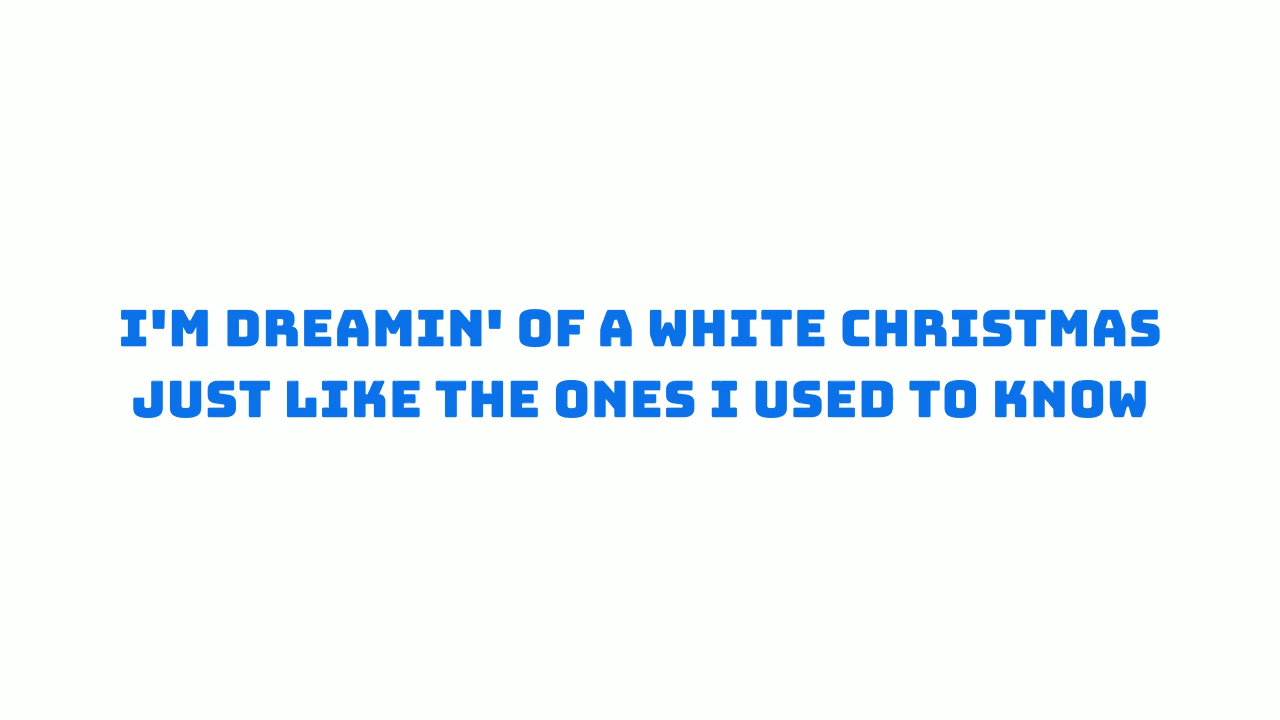 I'M DREAMIN' OF A WHITE CHRISTMAS
JUST LIKE THE ONES I USED TO KNOW